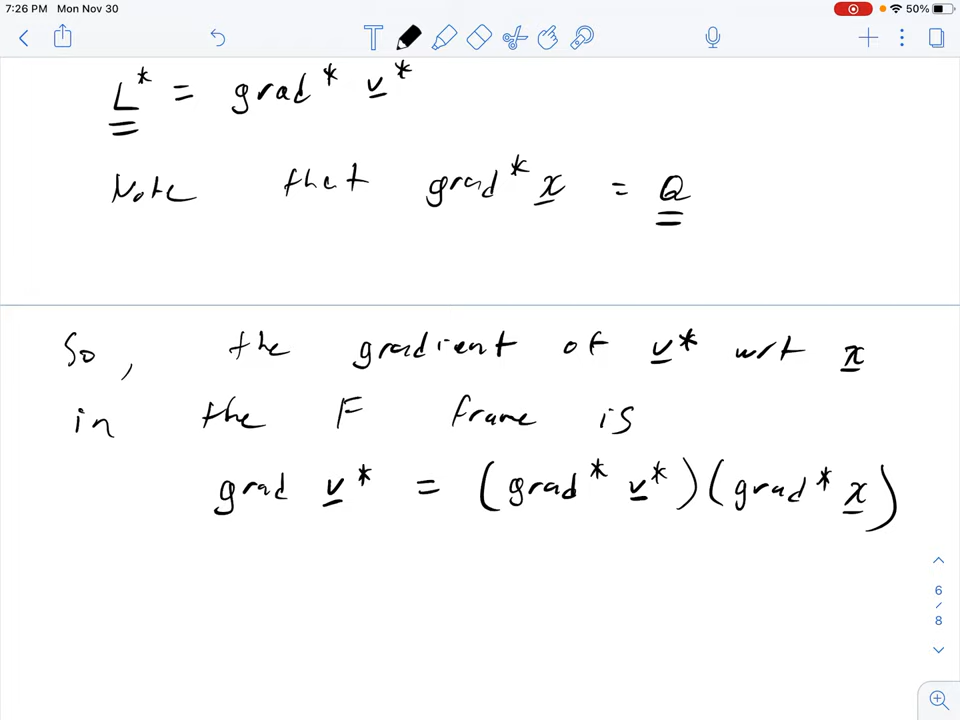 7:26 PM Mon Nov 30
50%
T
L* = grad* v*
Note that grad* x = Q
So, the gradient of v* wrt x
in the F frame is
grad v* = (grad* v*)(grad* x)
6
/
8